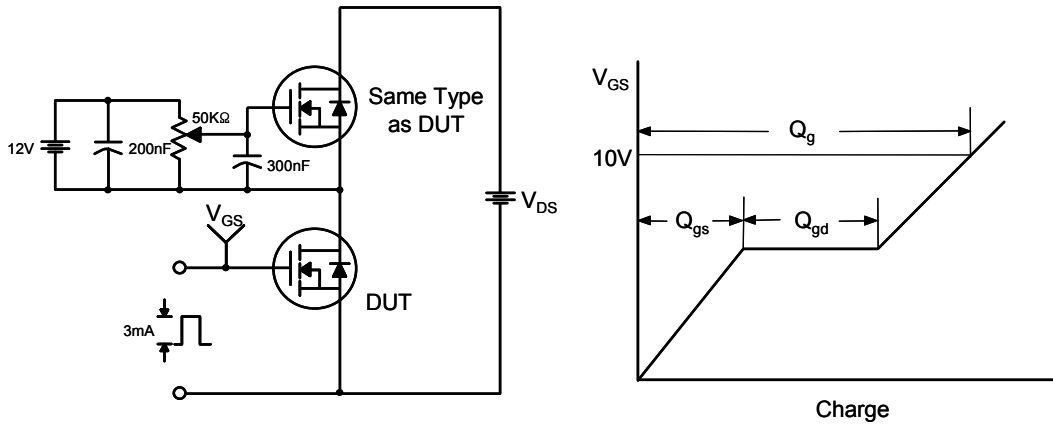 12V
200nF
50KΩ
300nF
Same Type
as DUT
V_DS
V_GS
DUT
3mA
V_GS
10V
Q_g
Q_gs
Q_gd
Charge